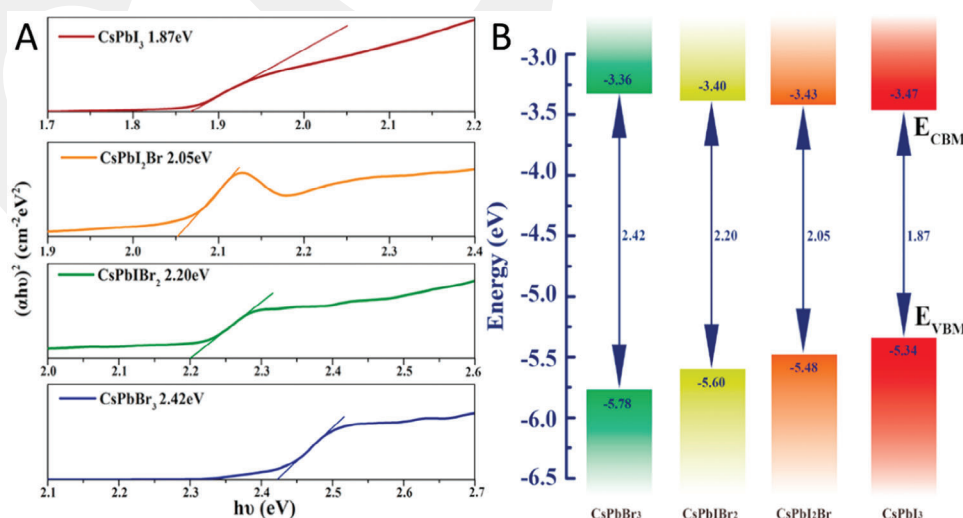 A
CsPbI₃ 1.87eV
1.7 1.8 1.9 2.0 2.1 2.2
CsPbI₂Br 2.05eV
1.9 2.0 2.1 2.2 2.3 2.4
CsPbIBr₂ 2.20eV
2.0 2.1 2.2 2.3 2.4 2.5 2.6
CsPbBr₃ 2.42eV
2.1 2.2 2.3 2.4 2.5 2.6 2.7
hυ (eV)
(αhυ)² (cm⁻²eV²)
B
Energy (eV)
-3.0
-3.5
-4.0
-4.5
-5.0
-5.5
-6.0
-6.5
-3.36 -3.40 -3.43 -3.47
E_CBM
2.42 2.20 2.05 1.87
E_VBM
-5.78 -5.60 -5.48 -5.34
CsPbBr₃ CsPbIBr₂ CsPbI₂Br CsPbI₃